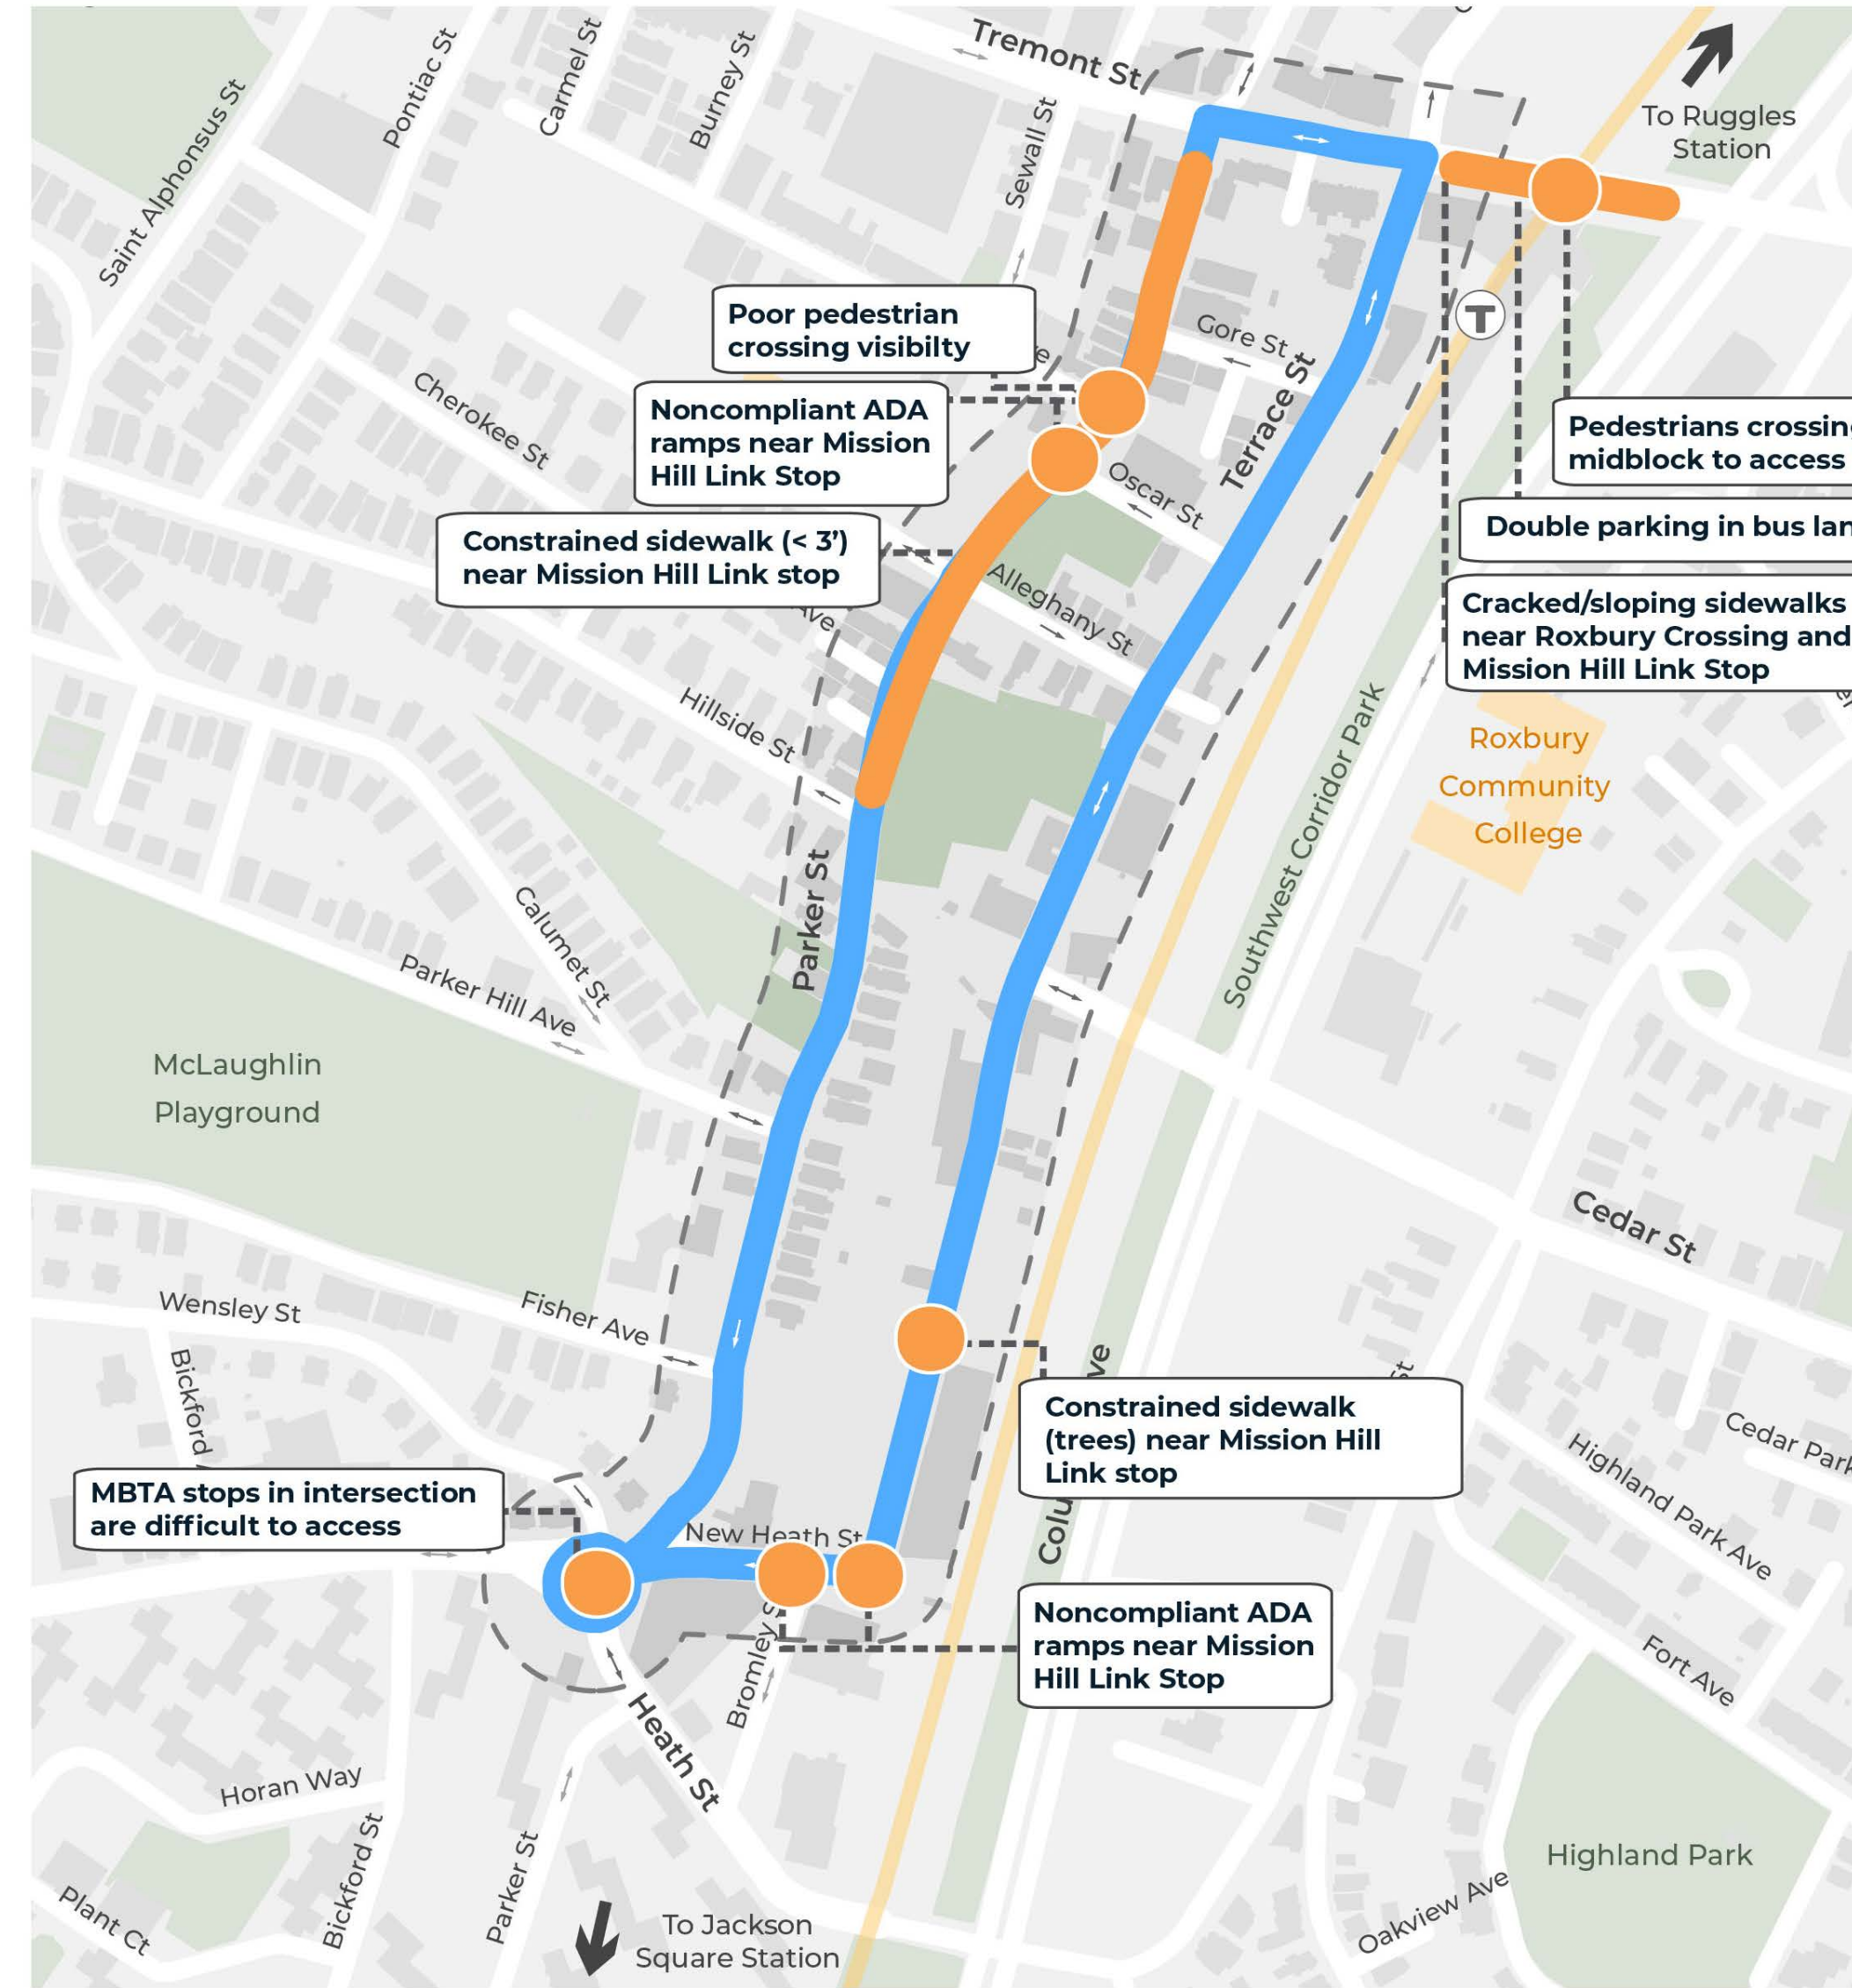 Tremont St
Saint Alphonsus St
Pontiac St
Carmel St
Burney St
Sewall St
To Ruggles
Station
T
Poor pedestrian
crossing visibilty
Gore St
Terrace St
Cherokee St
Noncompliant ADA
ramps near Mission
Hill Link Stop
Oscar St
Pedestrians crossing
midblock to access
Double parking in bus lan
Constrained sidewalk (< 3’)
near Mission Hill Link stop
Alleghany St
Ave
Cracked/sloping sidewalks
near Roxbury Crossing and
Mission Hill Link Stop
Hillside St
Southwest Corridor Park
Roxbury
Community
College
Parker St
Calumet St
Parker Hill Ave
McLaughlin
Playground
Cedar St
Wensley St
Fisher Ave
Bickford
Constrained sidewalk
(trees) near Mission Hill
Link stop
Colu
ve
St
Cedar Park
Highland Park Ave
MBTA stops in intersection
are difficult to access
New Heath St
Noncompliant ADA
ramps near Mission
Hill Link Stop
Bromley S
Fort Ave
Heath St
Horan Way
Bickford St
Parker St
Plant Ct
To Jackson
Square Station
Highland Park
Oakview Ave